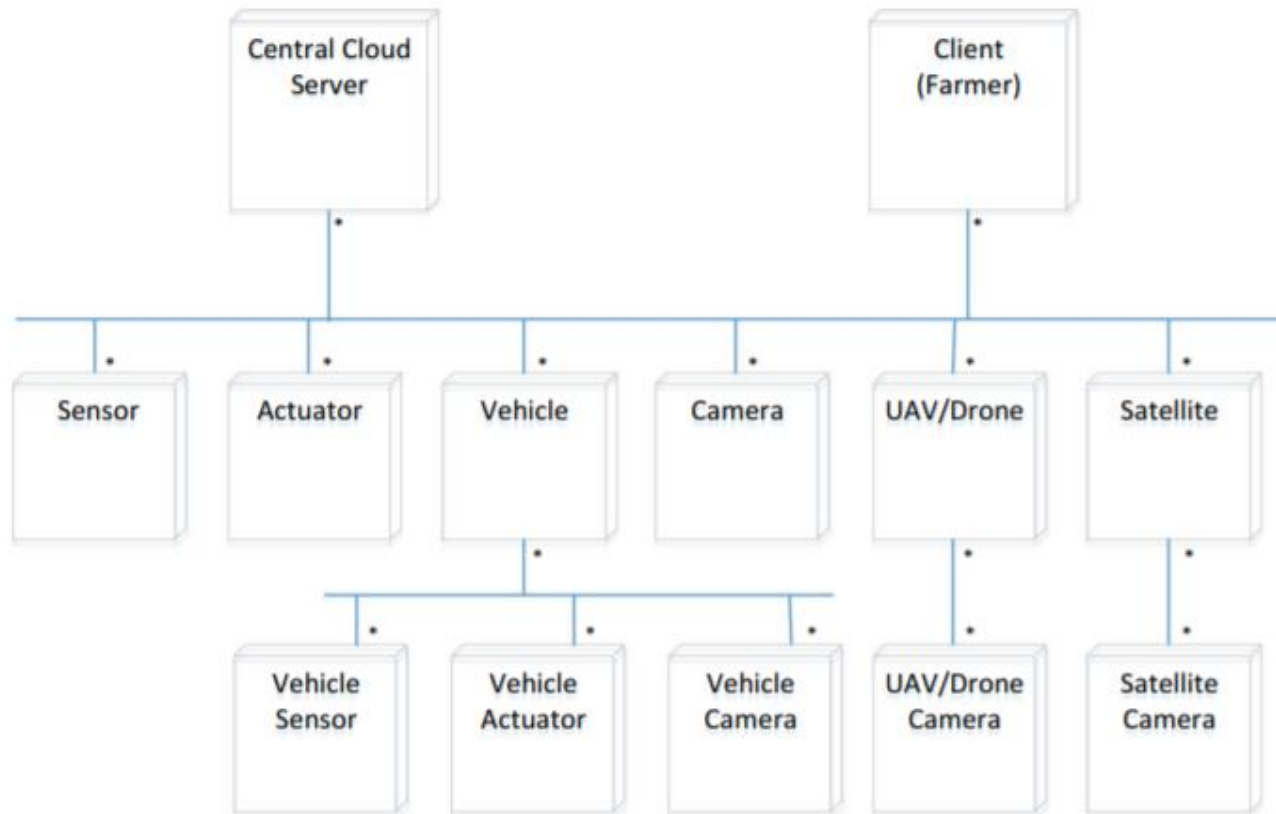 Central Cloud
Server
Client
(Farmer)
*
*
*
*
*
*
*
*
Sensor
Actuator
Vehicle
Camera
UAV/Drone
Satellite
*
*
*
*
*
*
*
*
Vehicle
Sensor
Vehicle
Actuator
Vehicle
Camera
UAV/Drone
Camera
Satellite
Camera